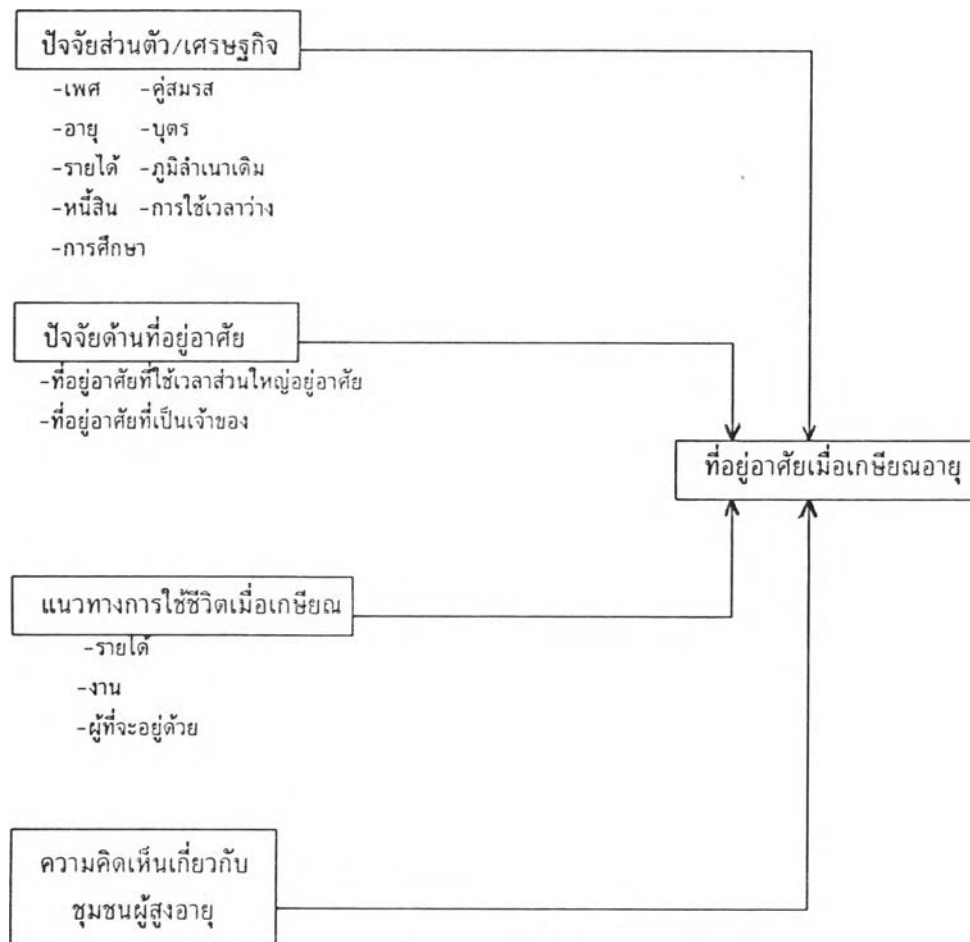 ปัจจัยส่วนตัว/เศรษฐกิจ
-เพศ -คู่สมรส
-อายุ -บุตร
-รายได้ -ภูมิลำเนาเดิม
-หนี้สิน -การใช้เวลาว่าง
-การศึกษา
ปัจจัยด้านที่อยู่อาศัย
-ที่อยู่อาศัยที่ใช้เวลาส่วนใหญ่อยู่อาศัย
-ที่อยู่อาศัยที่เป็นเจ้าของ
ที่อยู่อาศัยเมื่อเกษียณอายุ
แนวทางการใช้ชีวิตเมื่อเกษียณ
-รายได้
-งาน
-ผู้ที่จะอยู่ด้วย
ความคิดเห็นเกี่ยวกับ
ชุมชนผู้สูงอายุ